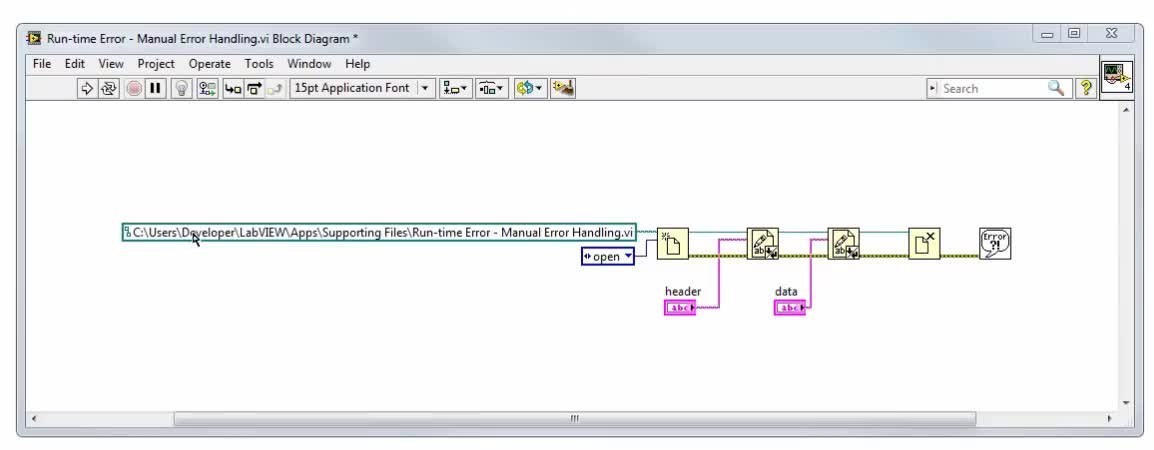 Run-time Error - Manual Error Handling.vi Block Diagram *
File Edit View Project Operate Tools Window Help
15pt Application Font
Search
?
4
C:\Users\Developer\LabVIEW\Apps\Supporting Files\Run-time Error - Manual Error Handling.vi
open
ab
ab
Error
?!
header
data
abc
abc